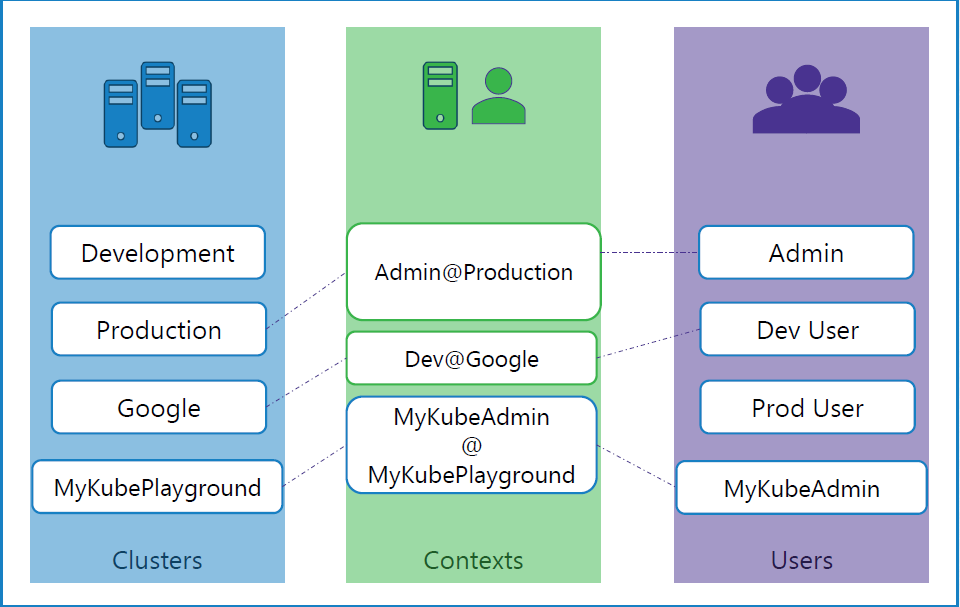 Development
Production
Google
MyKubePlayground
Clusters
Admin@Production
Dev@Google
MyKubeAdmin
@
MyKubePlayground
Contexts
Admin
Dev User
Prod User
MyKubeAdmin
Users